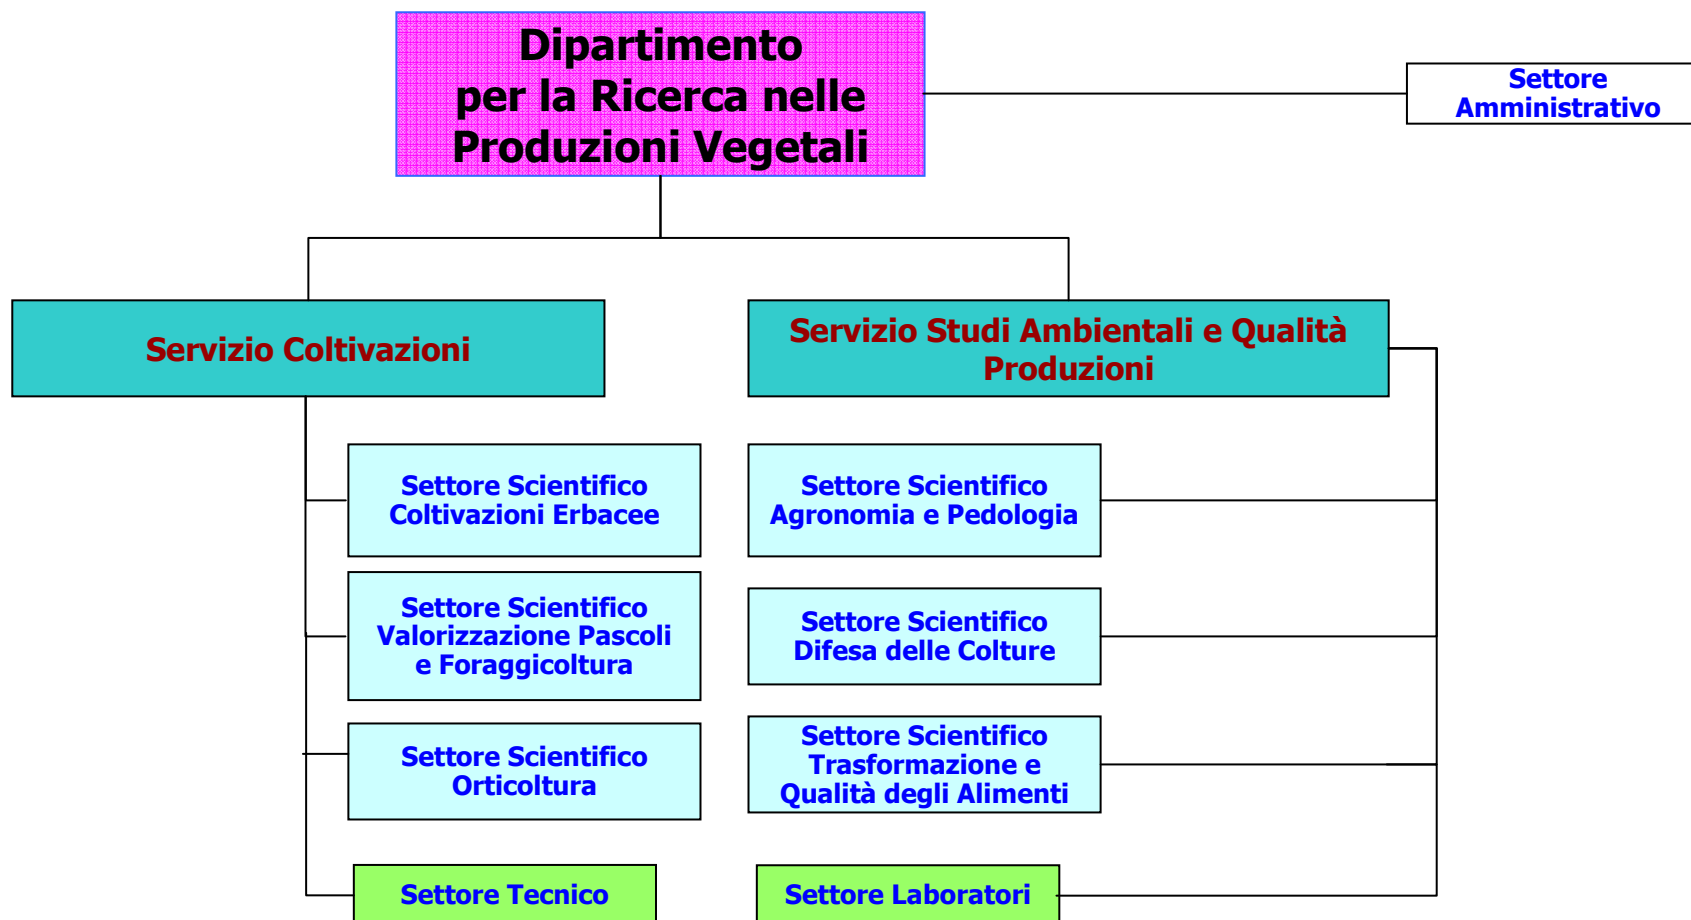 Dipartimento
per la Ricerca nelle
Produzioni Vegetali
Settore
Amministrativo
Servizio Coltivazioni
Servizio Studi Ambientali e Qualità
Produzioni
Settore Scientifico
Coltivazioni Erbacee
Settore Scientifico
Agronomia e Pedologia
Settore Scientifico
Valorizzazione Pascoli
e Foraggicoltura
Settore Scientifico
Difesa delle Colture
Settore Scientifico
Orticoltura
Settore Scientifico
Trasformazione e
Qualità degli Alimenti
Settore Tecnico
Settore Laboratori